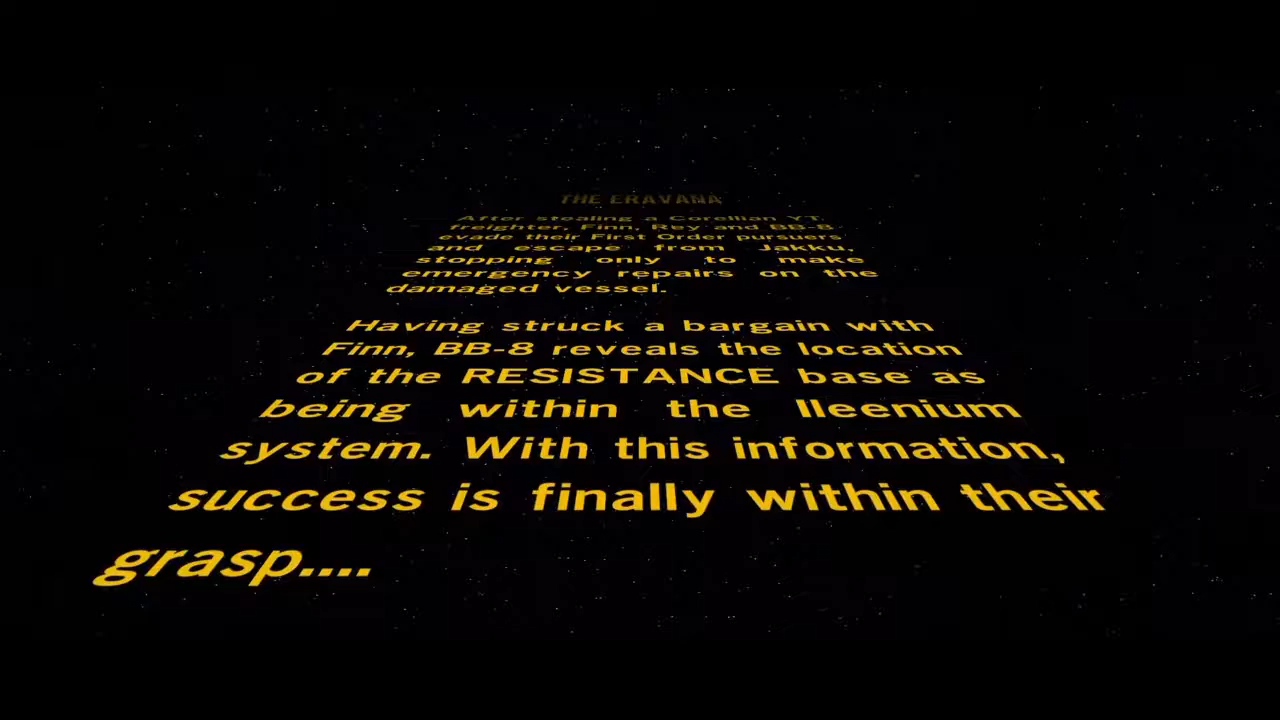 THE ERAVANA
After stealing a Corellian YT
freighter, Finn, Rey and BB-8
evade their First Order pursuers
and escape from Jakku,
stopping only to make
emergency repairs on the
damaged vessel.
Having struck a bargain with
Finn, BB-8 reveals the location
of the RESISTANCE base as
being within the Ileenium
system. With this information,
success is finally within their
grasp....